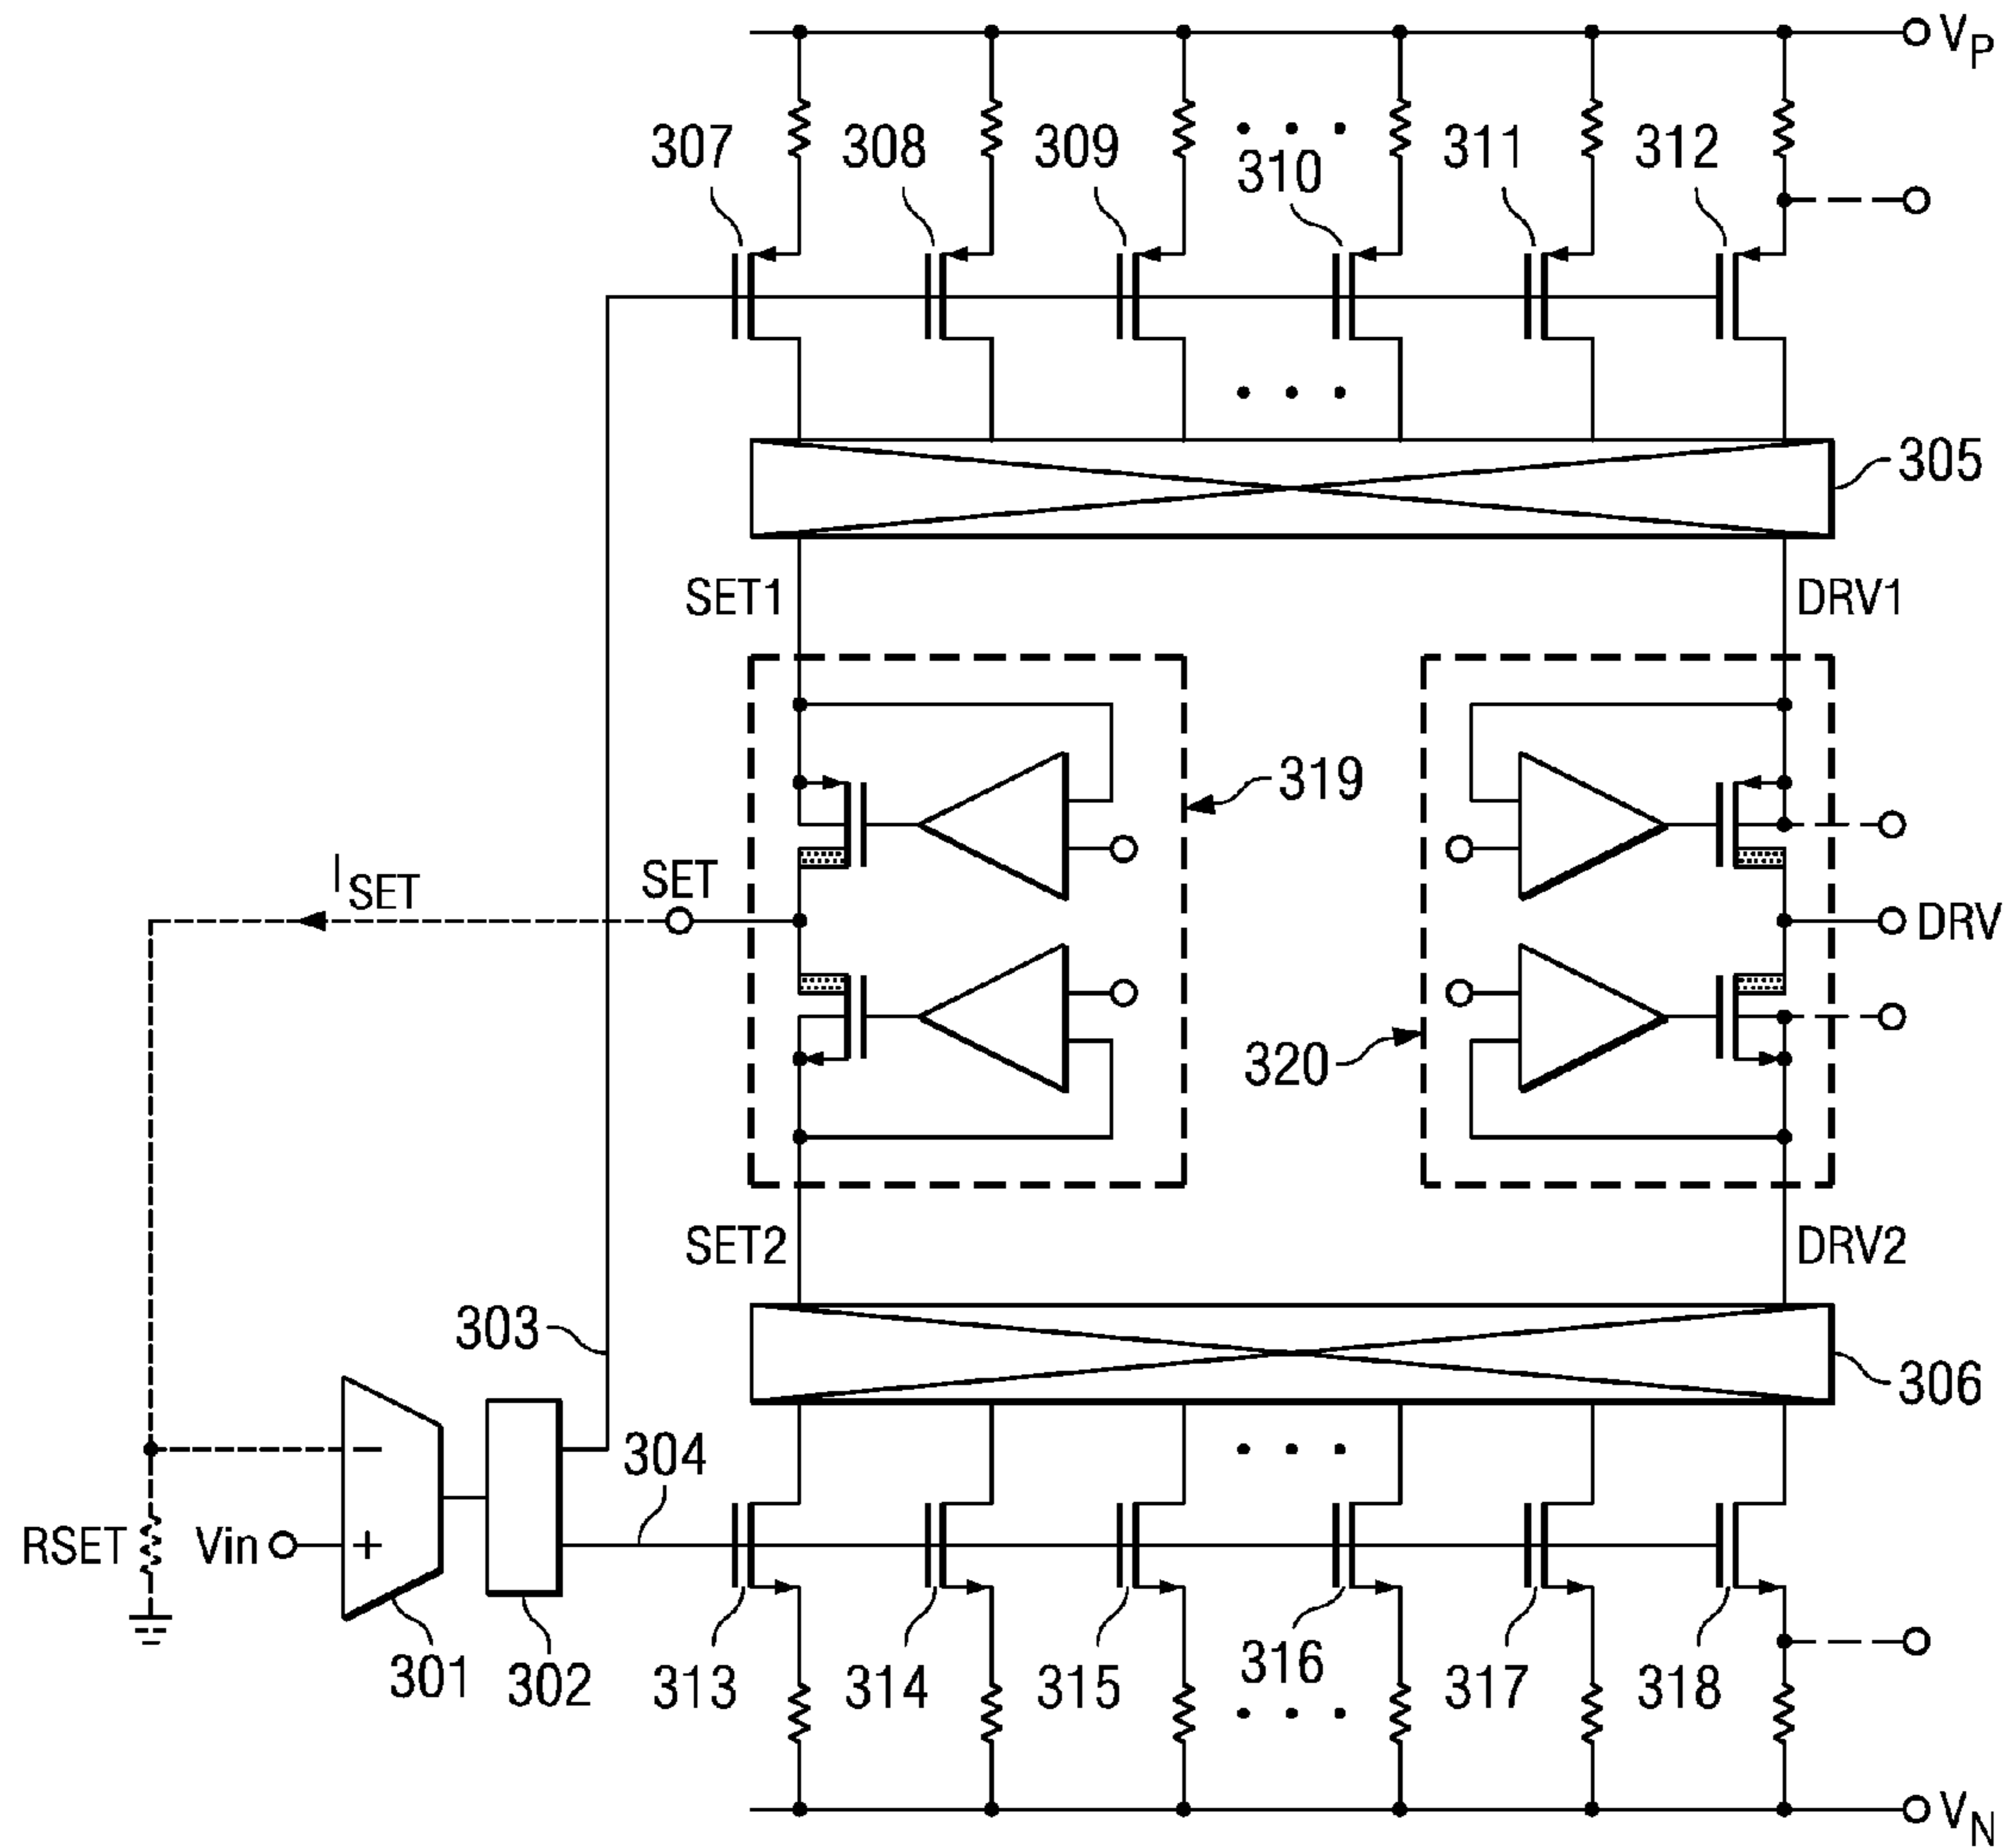 V_P
307
308
309
310
311
312
305
SET1
DRV1
319
I_SET
SET
DRV
320
SET2
DRV2
303
306
304
−
RSET
Vin
+
301
302
313
314
315
316
317
318
V_N